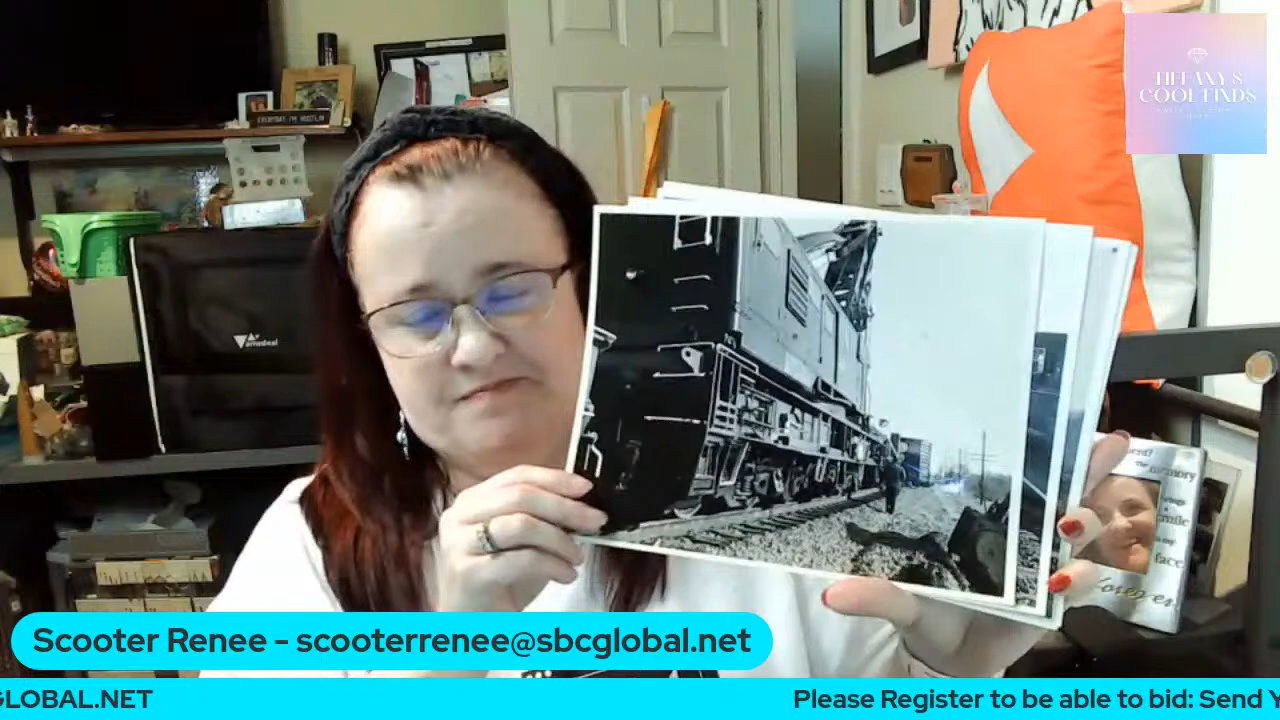 TIFFANY'S
COOL FINDS
EVERYDAY I'M HUSTLIN
Vamedeal
memory
smile
face
forever
Scooter Renee - scooterrenee@sbcglobal.net
GLOBAL.NET
Please Register to be able to bid: Send Y